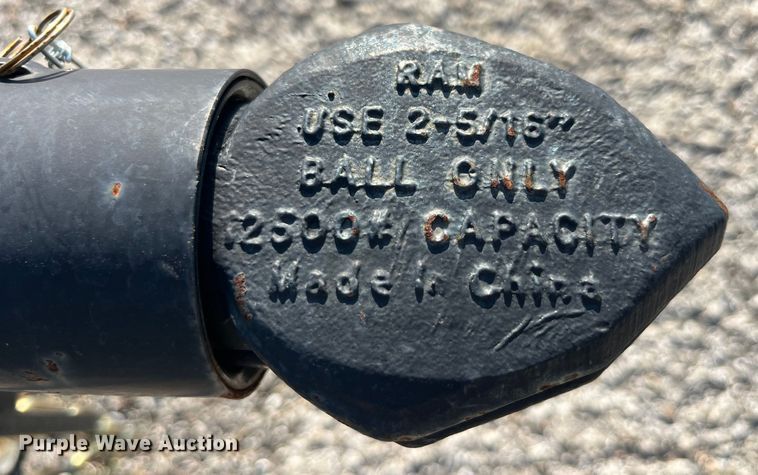 RAM
USE 2-5/16"
BALL ONLY
12500# CAPACITY
Made In China
Purple Wave Auction